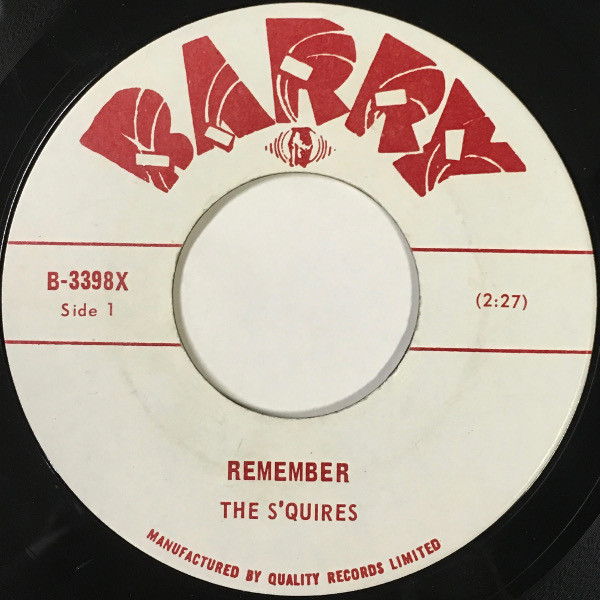 BARRY
B-3398X
Side 1
(2:27)
REMEMBER
THE S'QUIRES
MANUFACTURED BY QUALITY RECORDS LIMITED